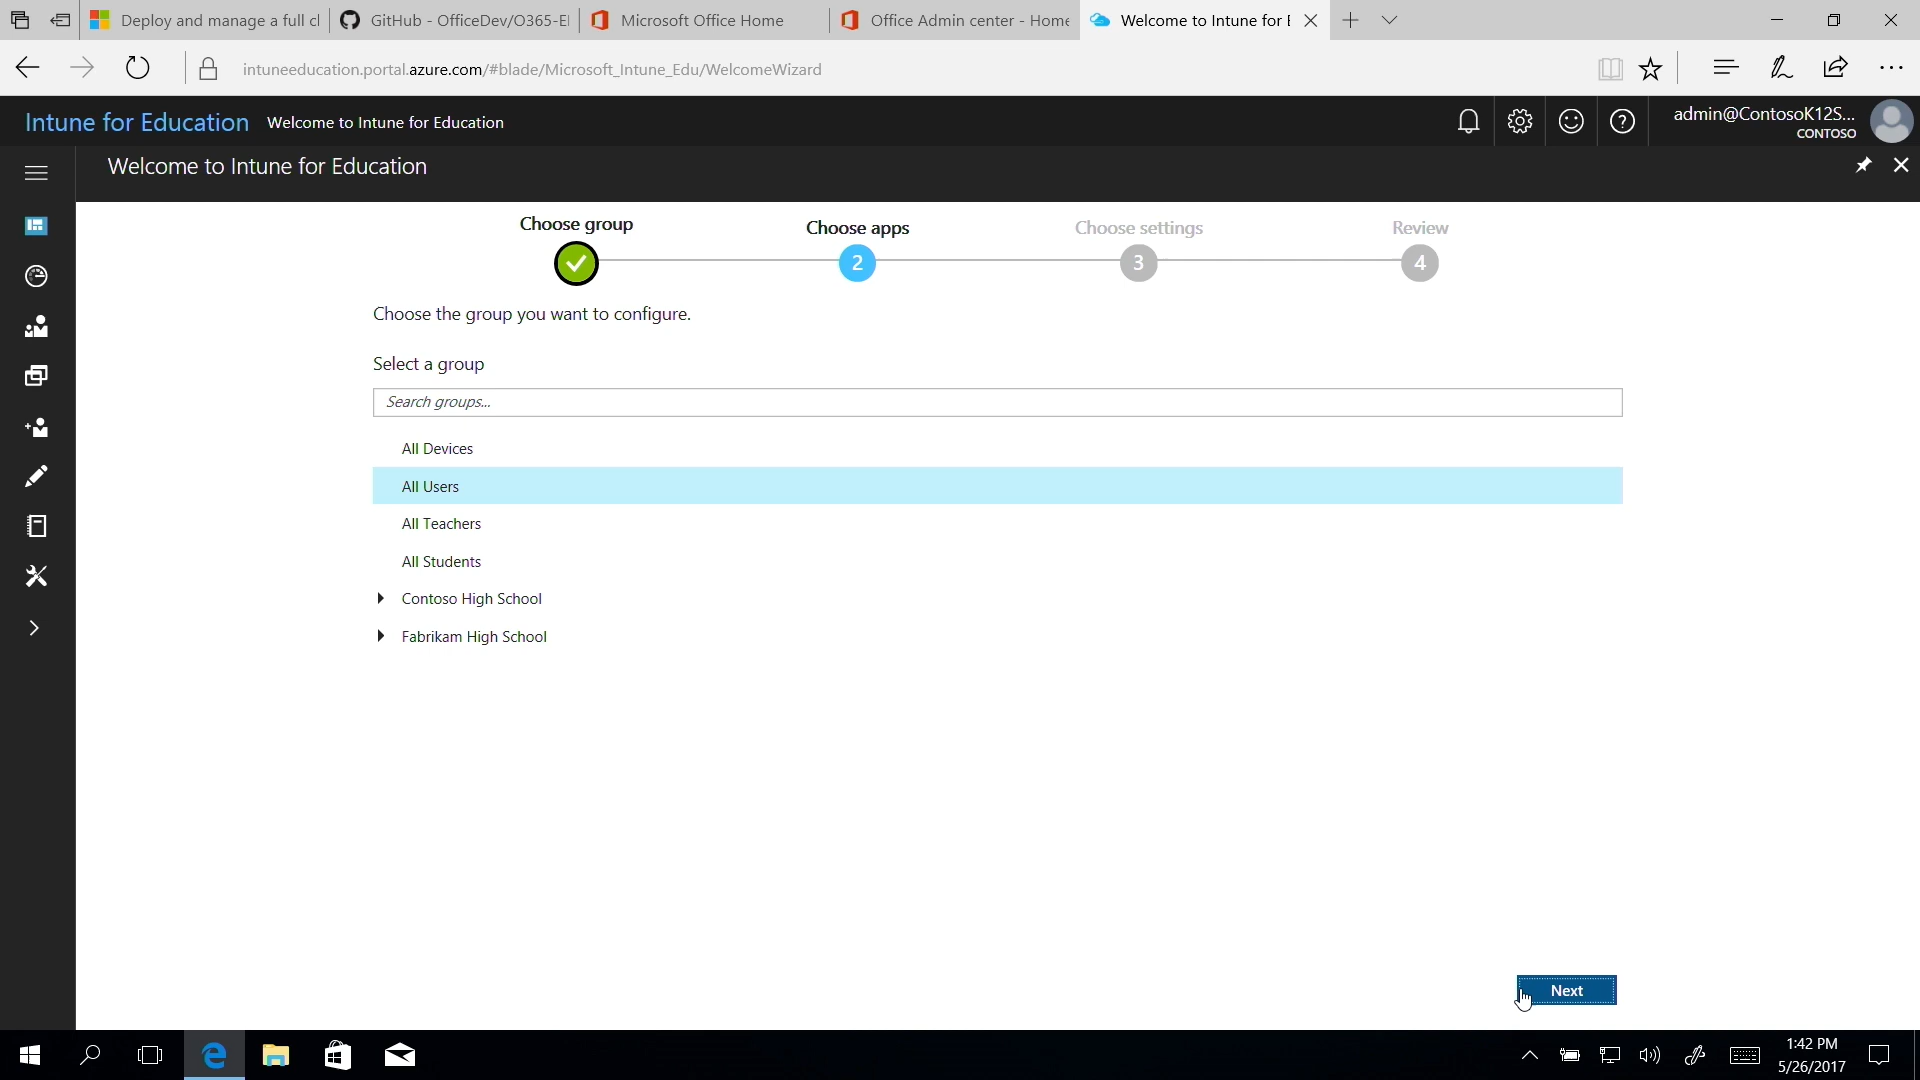 Deploy and manage a full cl
GitHub - OfficeDev/O365-El
Microsoft Office Home
Office Admin center - Home
Welcome to Intune for E
intuneeducation.portal.azure.com/#blade/Microsoft_Intune_Edu/WelcomeWizard
Intune for Education Welcome to Intune for Education
admin@ContosoK12S...
CONTOSO
Welcome to Intune for Education
Choose group
Choose apps
Choose settings
Review
2
3
4
Choose the group you want to configure.
Select a group
Search groups...
All Devices
All Users
All Teachers
All Students
Contoso High School
Fabrikam High School
Next
1:42 PM
5/26/2017